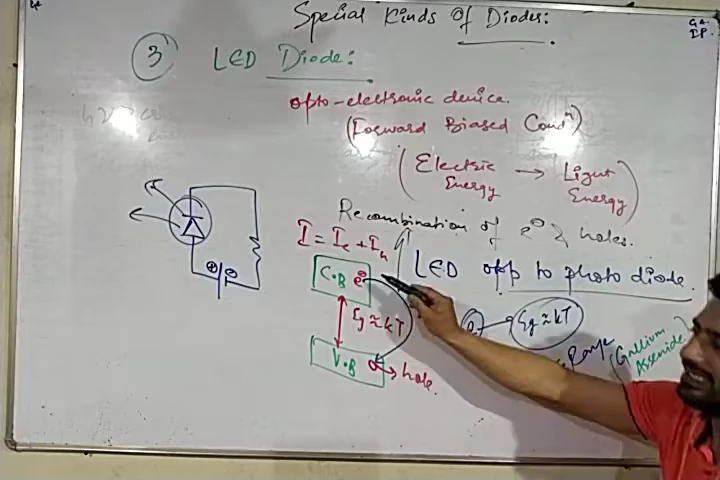 Special Kinds Of Diodes:
③ LED Diode:
opto-electronic device.
(Forward Biased Condⁿ)
(Electric Energy → Light Energy)
Recombination of e⊖ & holes.
I = Ie + Ih
LED opp to photo diode.
C.B e⊖
Eg ≈ kT
V.B → hole.
Eg ≈ kT
(Gallium Arsenide)